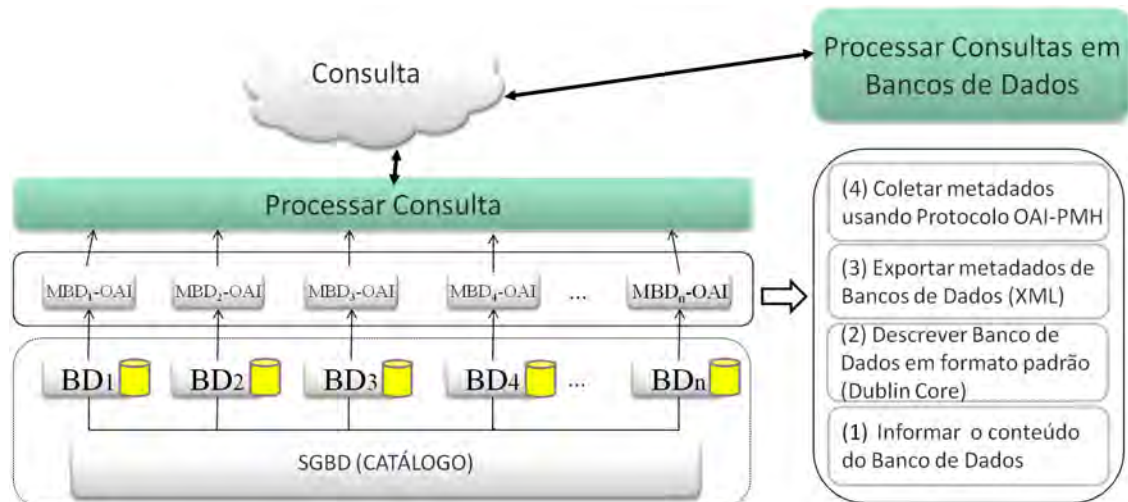 Consulta
Processar Consultas em
Bancos de Dados
Processar Consulta
MBD₁-OAI
MBD₂-OAI
MBD₃-OAI
MBD₄-OAI
...
MBDₙ-OAI
BD1
BD2
BD3
BD4
...
BDn
SGBD (CATÁLOGO)
(4) Coletar metadados
usando Protocolo OAI-PMH
(3) Exportar metadados de
Bancos de Dados (XML)
(2) Descrever Banco de
Dados em formato padrão
(Dublin Core)
(1) Informar o conteúdo
do Banco de Dados